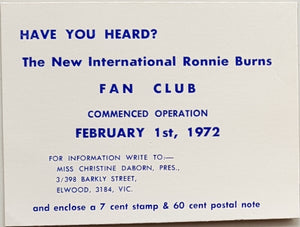 HAVE YOU HEARD?
The New International Ronnie Burns
FAN CLUB
COMMENCED OPERATION
FEBRUARY 1st, 1972
FOR INFORMATION WRITE TO:—
MISS CHRISTINE DABORN, PRES.,
3/398 BARKLY STREET,
ELWOOD, 3184, VIC.
and enclose a 7 cent stamp & 60 cent postal note